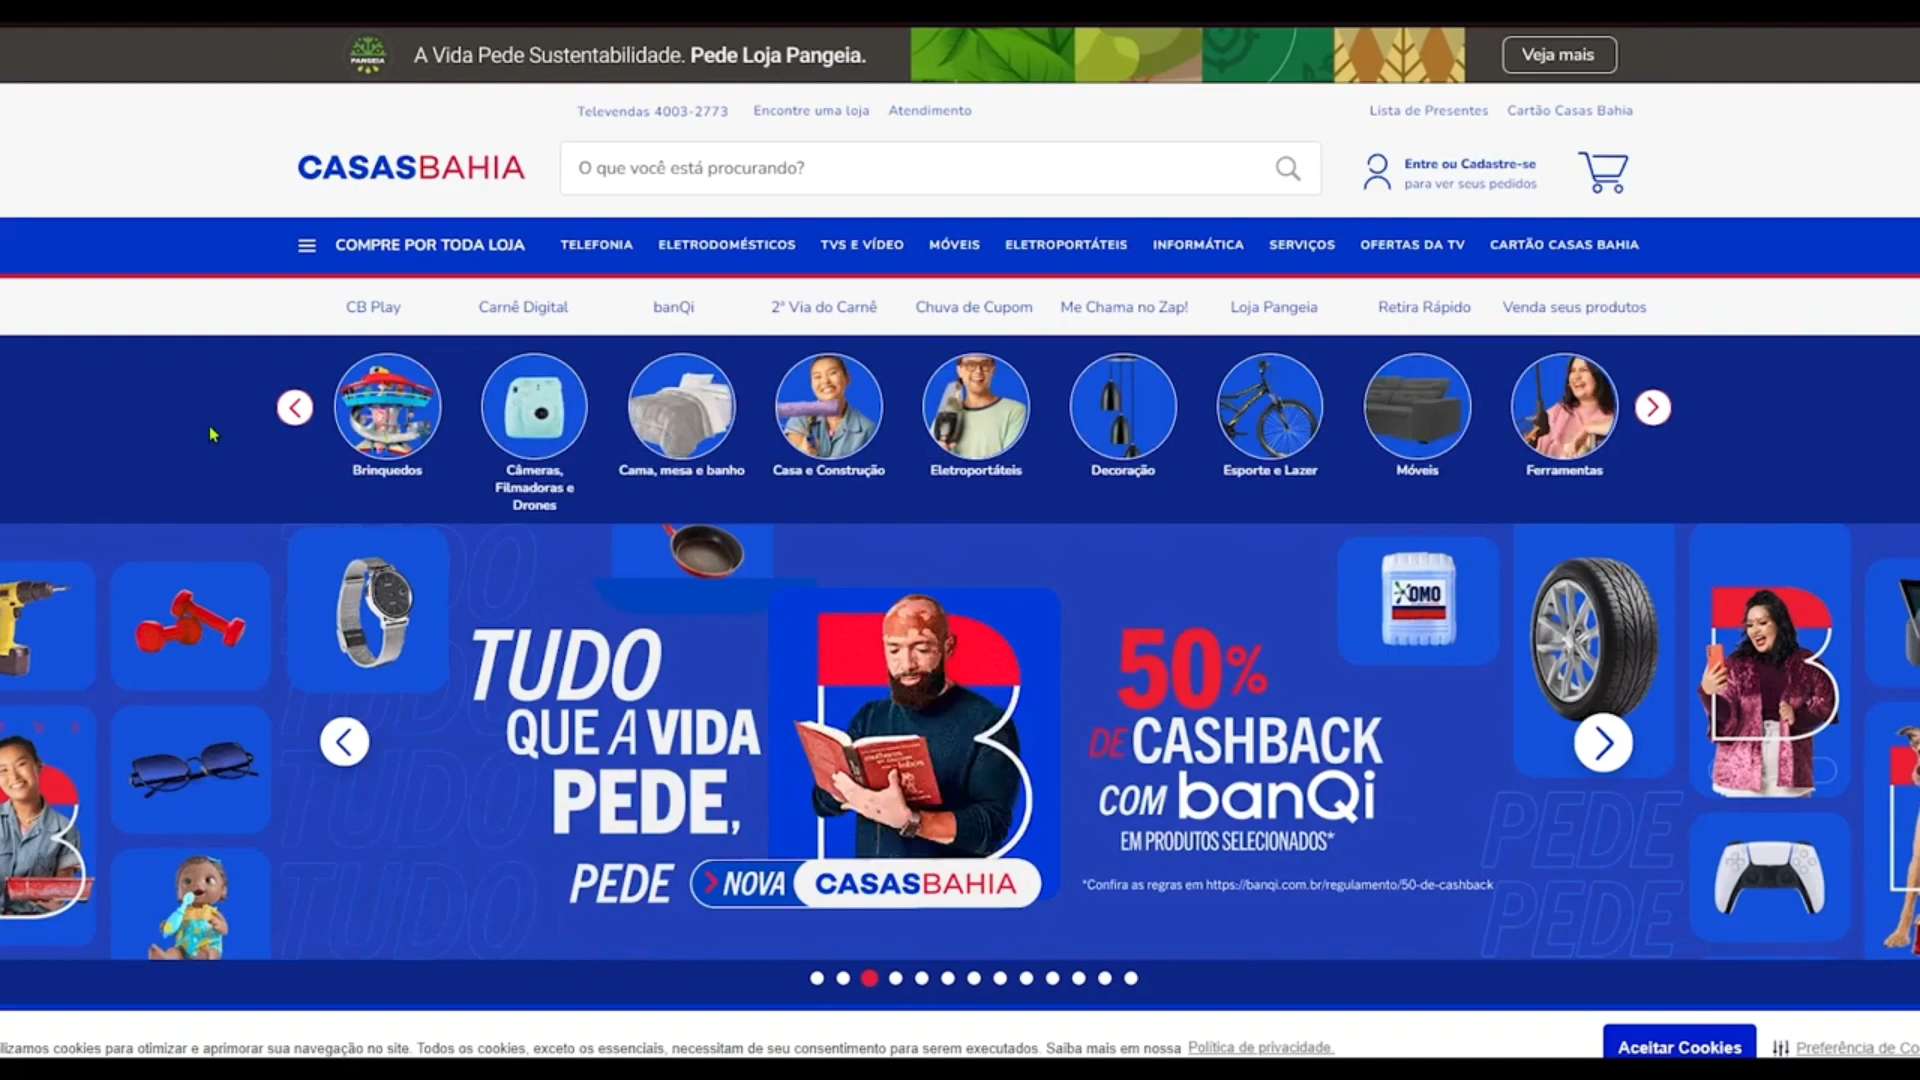 PANGEIA
A Vida Pede Sustentabilidade. Pede Loja Pangeia.
Veja mais
Televendas 4003-2773 Encontre uma loja Atendimento
Lista de Presentes Cartão Casas Bahia
CASASBAHIA
O que você está procurando?
Entre ou Cadastre-se
para ver seus pedidos
COMPRE POR TODA LOJA TELEFONIA ELETRODOMÉSTICOS TVS E VÍDEO MÓVEIS ELETROPORTÁTEIS INFORMÁTICA SERVIÇOS OFERTAS DA TV CARTÃO CASAS BAHIA
CB Play Carnê Digital banQi 2ª Via do Carnê Chuva de Cupom Me Chama no Zap! Loja Pangeia Retira Rápido Venda seus produtos
Brinquedos
Câmeras,
Filmadoras e
Drones
Cama, mesa e banho
Casa e Construção
Eletroportáteis
Decoração
Esporte e Lazer
Móveis
Ferramentas
TUDO
QUE A VIDA
PEDE,
PEDE NOVA CASASBAHIA
50%
DE CASHBACK
COM banQi
EM PRODUTOS SELECIONADOS*
*Confira as regras em https://banqi.com.br/regulamento/50-de-cashback
OMO
TUDO
TUDO
TUDO
PEDE
PEDE
lizamos cookies para otimizar e aprimorar sua navegação no site. Todos os cookies, exceto os essenciais, necessitam de seu consentimento para serem executados. Saiba mais em nossa Política de privacidade.
Aceitar Cookies
Preferência de Co